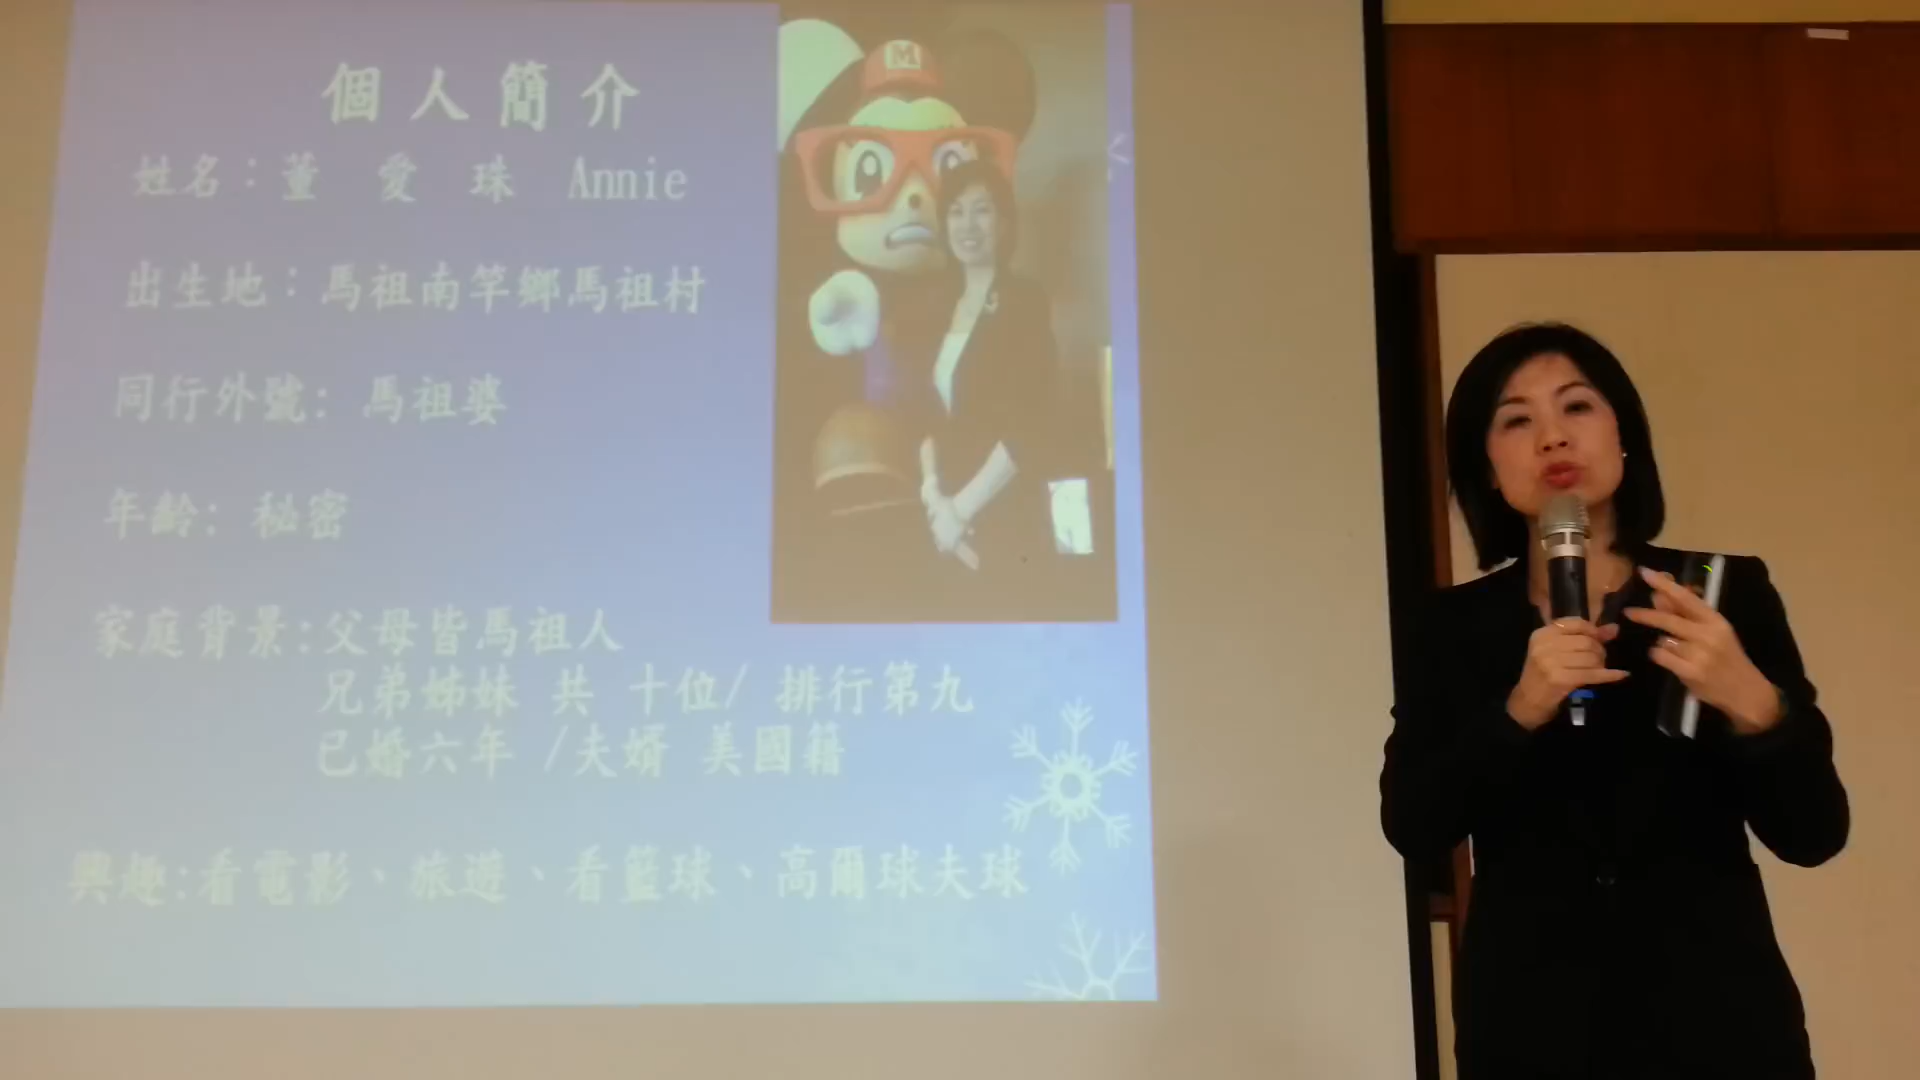 個人簡介
姓名：董 愛 珠 Annie
出生地：馬祖南竿鄉馬祖村
同行外號: 馬祖婆
年齡: 秘密
家庭背景:父母皆馬祖人
兄弟姊妹 共 十位/ 排行第九
已婚六年 /夫婿 美國籍
興趣:看電影、旅遊、看籃球、高爾球夫球
M